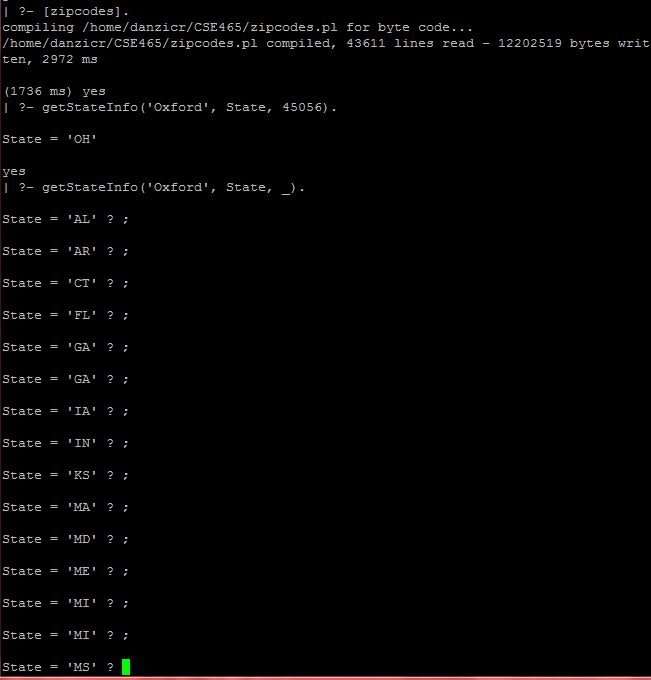 | ?- [zipcodes].
compiling /home/danzicr/CSE465/zipcodes.pl for byte code...
/home/danzicr/CSE465/zipcodes.pl compiled, 43611 lines read - 12202519 bytes writ
ten, 2972 ms
(1736 ms) yes
| ?- getStateInfo('Oxford', State, 45056).
State = 'OH'
yes
| ?- getStateInfo('Oxford', State, _).
State = 'AL' ? ;
State = 'AR' ? ;
State = 'CT' ? ;
State = 'FL' ? ;
State = 'GA' ? ;
State = 'GA' ? ;
State = 'IA' ? ;
State = 'IN' ? ;
State = 'KS' ? ;
State = 'MA' ? ;
State = 'MD' ? ;
State = 'ME' ? ;
State = 'MI' ? ;
State = 'MI' ? ;
State = 'MS' ?